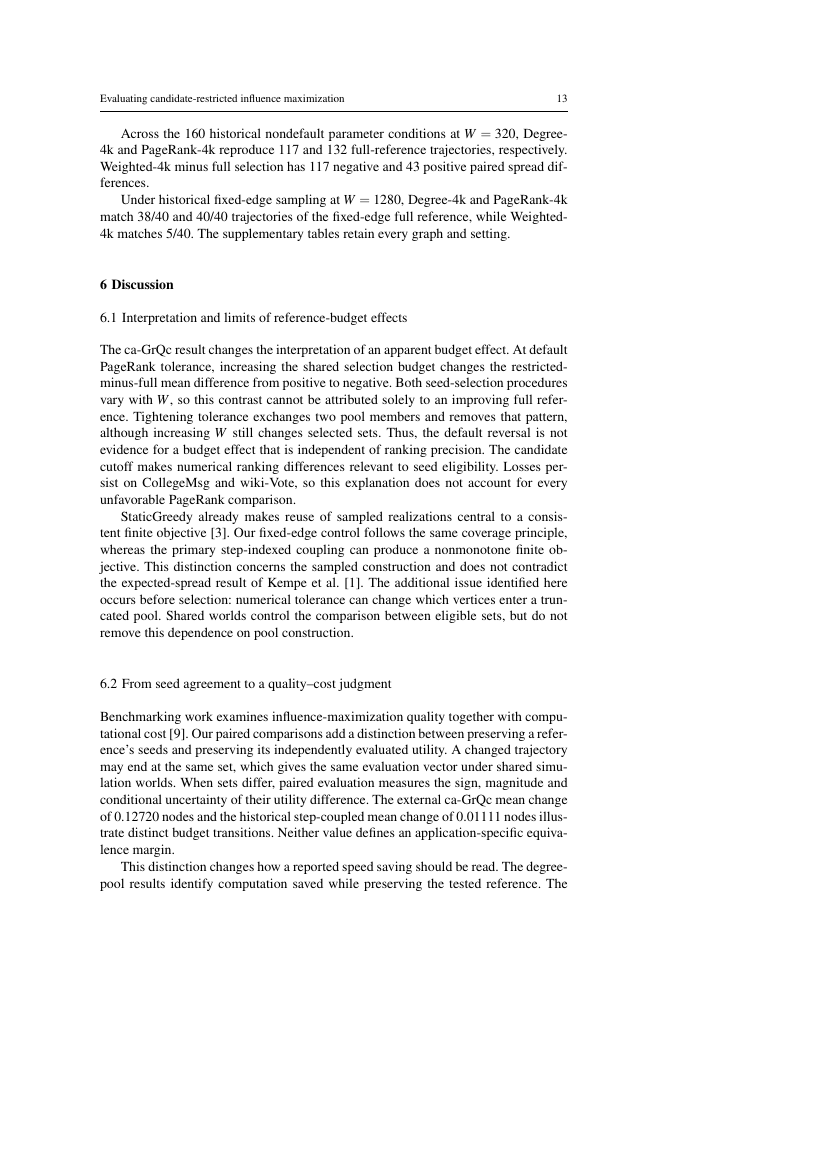 Evaluating candidate-restricted influence maximization 13
Across the 160 historical nondefault parameter conditions at W = 320, Degree-
4k and PageRank-4k reproduce 117 and 132 full-reference trajectories, respectively.
Weighted-4k minus full selection has 117 negative and 43 positive paired spread dif-
ferences.
Under historical fixed-edge sampling at W = 1280, Degree-4k and PageRank-4k
match 38/40 and 40/40 trajectories of the fixed-edge full reference, while Weighted-
4k matches 5/40. The supplementary tables retain every graph and setting.
6 Discussion
6.1 Interpretation and limits of reference-budget effects
The ca-GrQc result changes the interpretation of an apparent budget effect. At default
PageRank tolerance, increasing the shared selection budget changes the restricted-
minus-full mean difference from positive to negative. Both seed-selection procedures
vary with W, so this contrast cannot be attributed solely to an improving full refer-
ence. Tightening tolerance exchanges two pool members and removes that pattern,
although increasing W still changes selected sets. Thus, the default reversal is not
evidence for a budget effect that is independent of ranking precision. The candidate
cutoff makes numerical ranking differences relevant to seed eligibility. Losses per-
sist on CollegeMsg and wiki-Vote, so this explanation does not account for every
unfavorable PageRank comparison.
StaticGreedy already makes reuse of sampled realizations central to a consis-
tent finite objective [3]. Our fixed-edge control follows the same coverage principle,
whereas the primary step-indexed coupling can produce a nonmonotone finite ob-
jective. This distinction concerns the sampled construction and does not contradict
the expected-spread result of Kempe et al. [1]. The additional issue identified here
occurs before selection: numerical tolerance can change which vertices enter a trun-
cated pool. Shared worlds control the comparison between eligible sets, but do not
remove this dependence on pool construction.
6.2 From seed agreement to a quality–cost judgment
Benchmarking work examines influence-maximization quality together with compu-
tational cost [9]. Our paired comparisons add a distinction between preserving a refer-
ence's seeds and preserving its independently evaluated utility. A changed trajectory
may end at the same set, which gives the same evaluation vector under shared simu-
lation worlds. When sets differ, paired evaluation measures the sign, magnitude and
conditional uncertainty of their utility difference. The external ca-GrQc mean change
of 0.12720 nodes and the historical step-coupled mean change of 0.01111 nodes illus-
trate distinct budget transitions. Neither value defines an application-specific equiva-
lence margin.
This distinction changes how a reported speed saving should be read. The degree-
pool results identify computation saved while preserving the tested reference. The